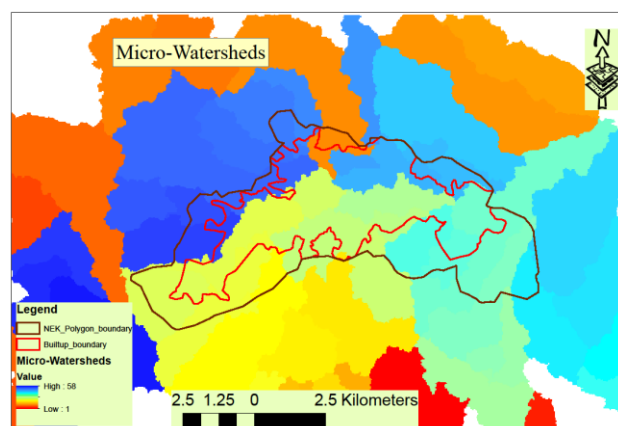 Micro-Watersheds
N
Legend
NEK_Polygon_boundary
Builtup_boundary
Micro-Watersheds
Value
High : 58
Low : 1
2.5 1.25 0 2.5 Kilometers